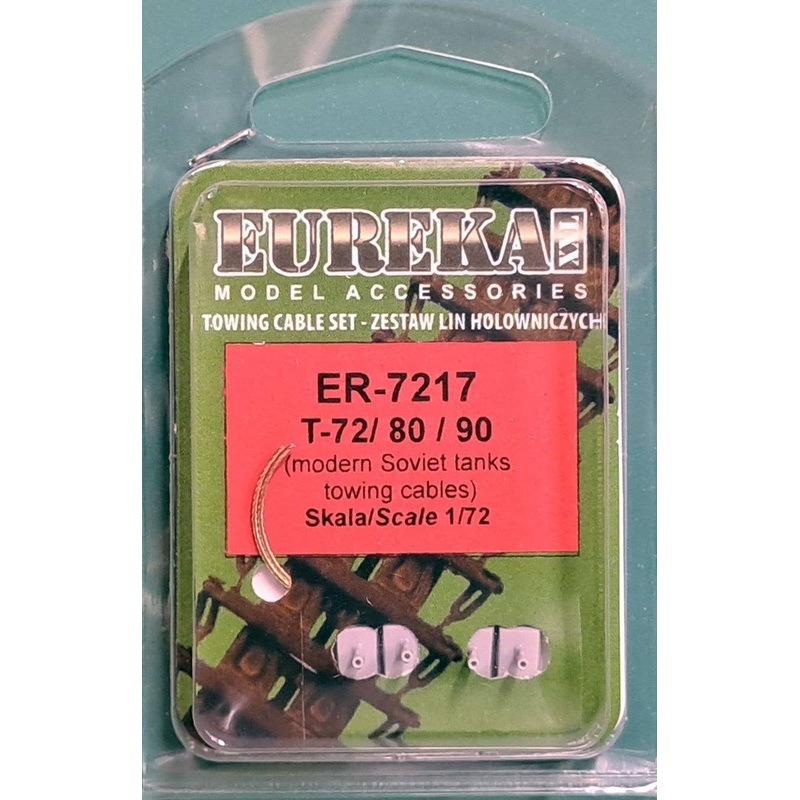 EUREKA XXL
MODEL ACCESSORIES
TOWING CABLE SET - ZESTAW LIN HOLOWNICZYCH
ER-7217
T-72/ 80 / 90
(modern Soviet tanks
towing cables)
Skala/Scale 1/72